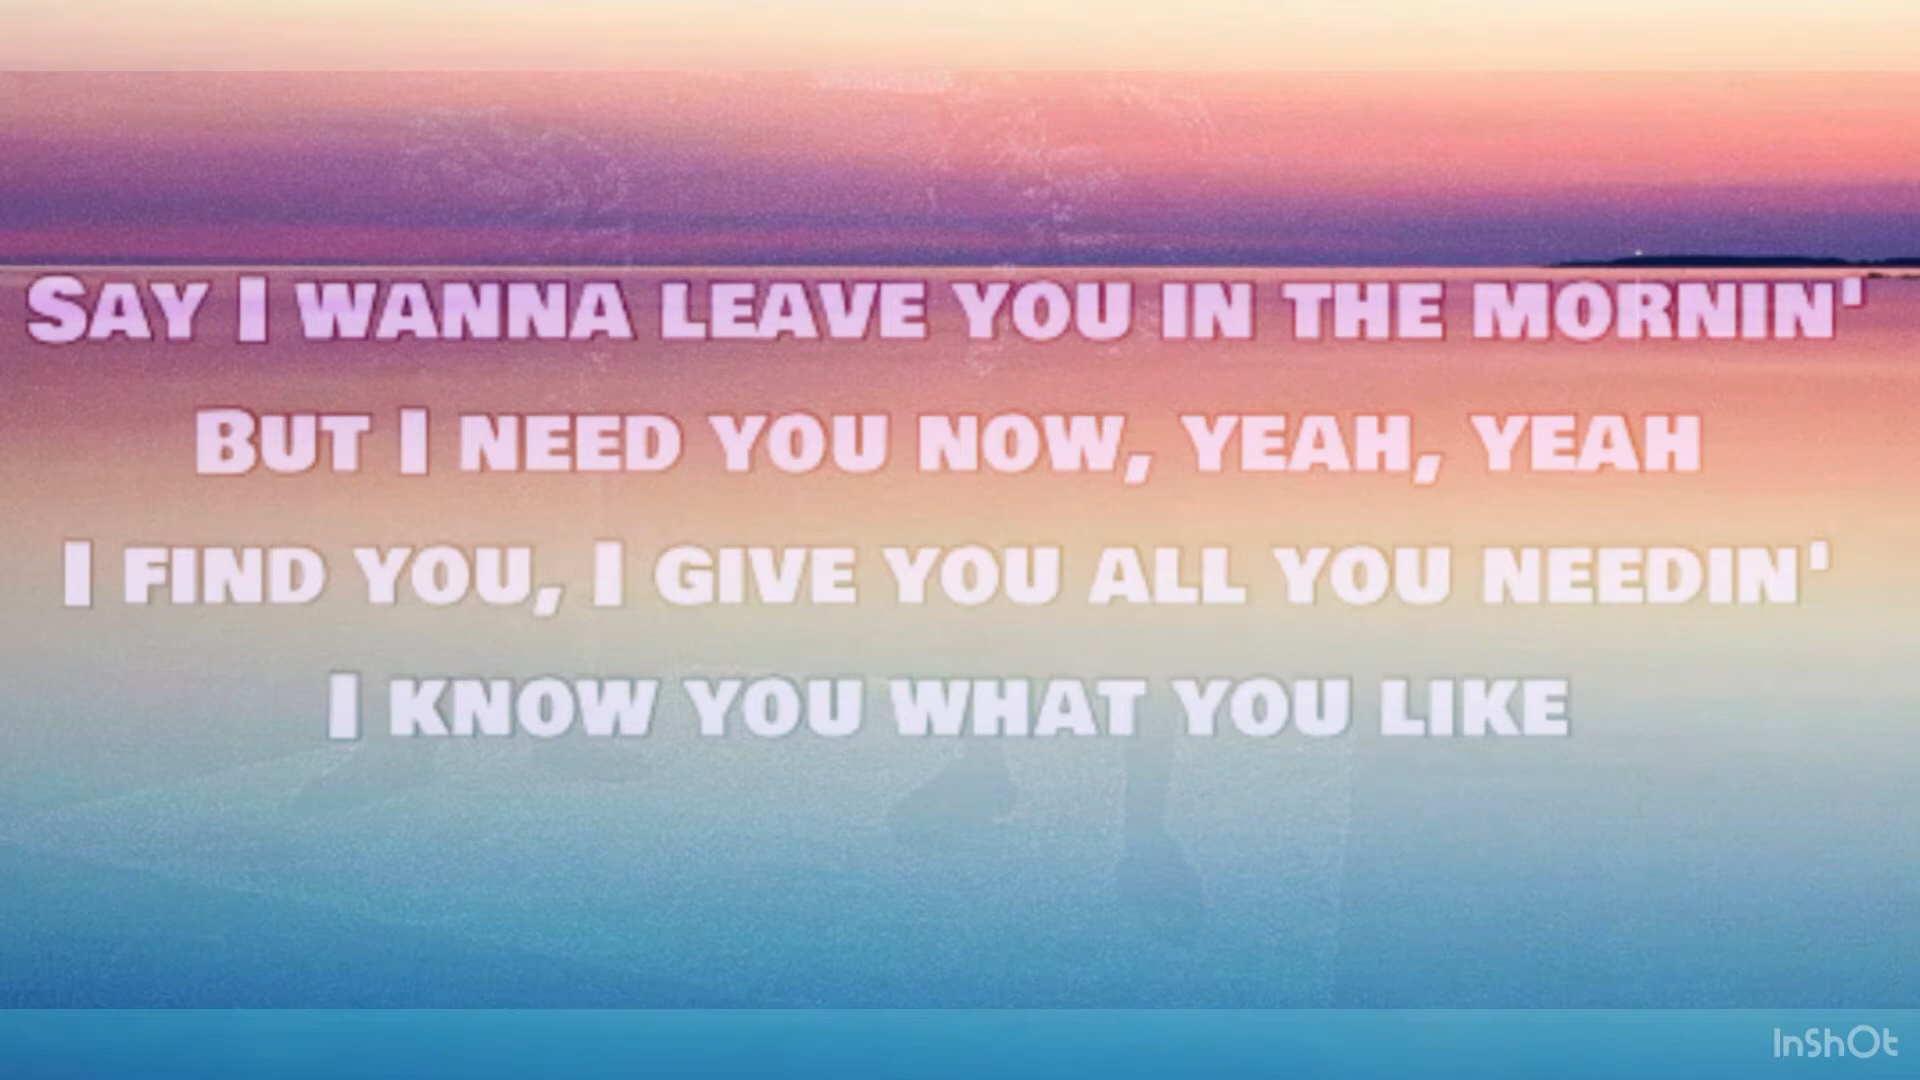 Say I wanna leave you in the mornin'
But I need you now, yeah, yeah
I find you, I give you all you needin'
I know you what you like
InShOt